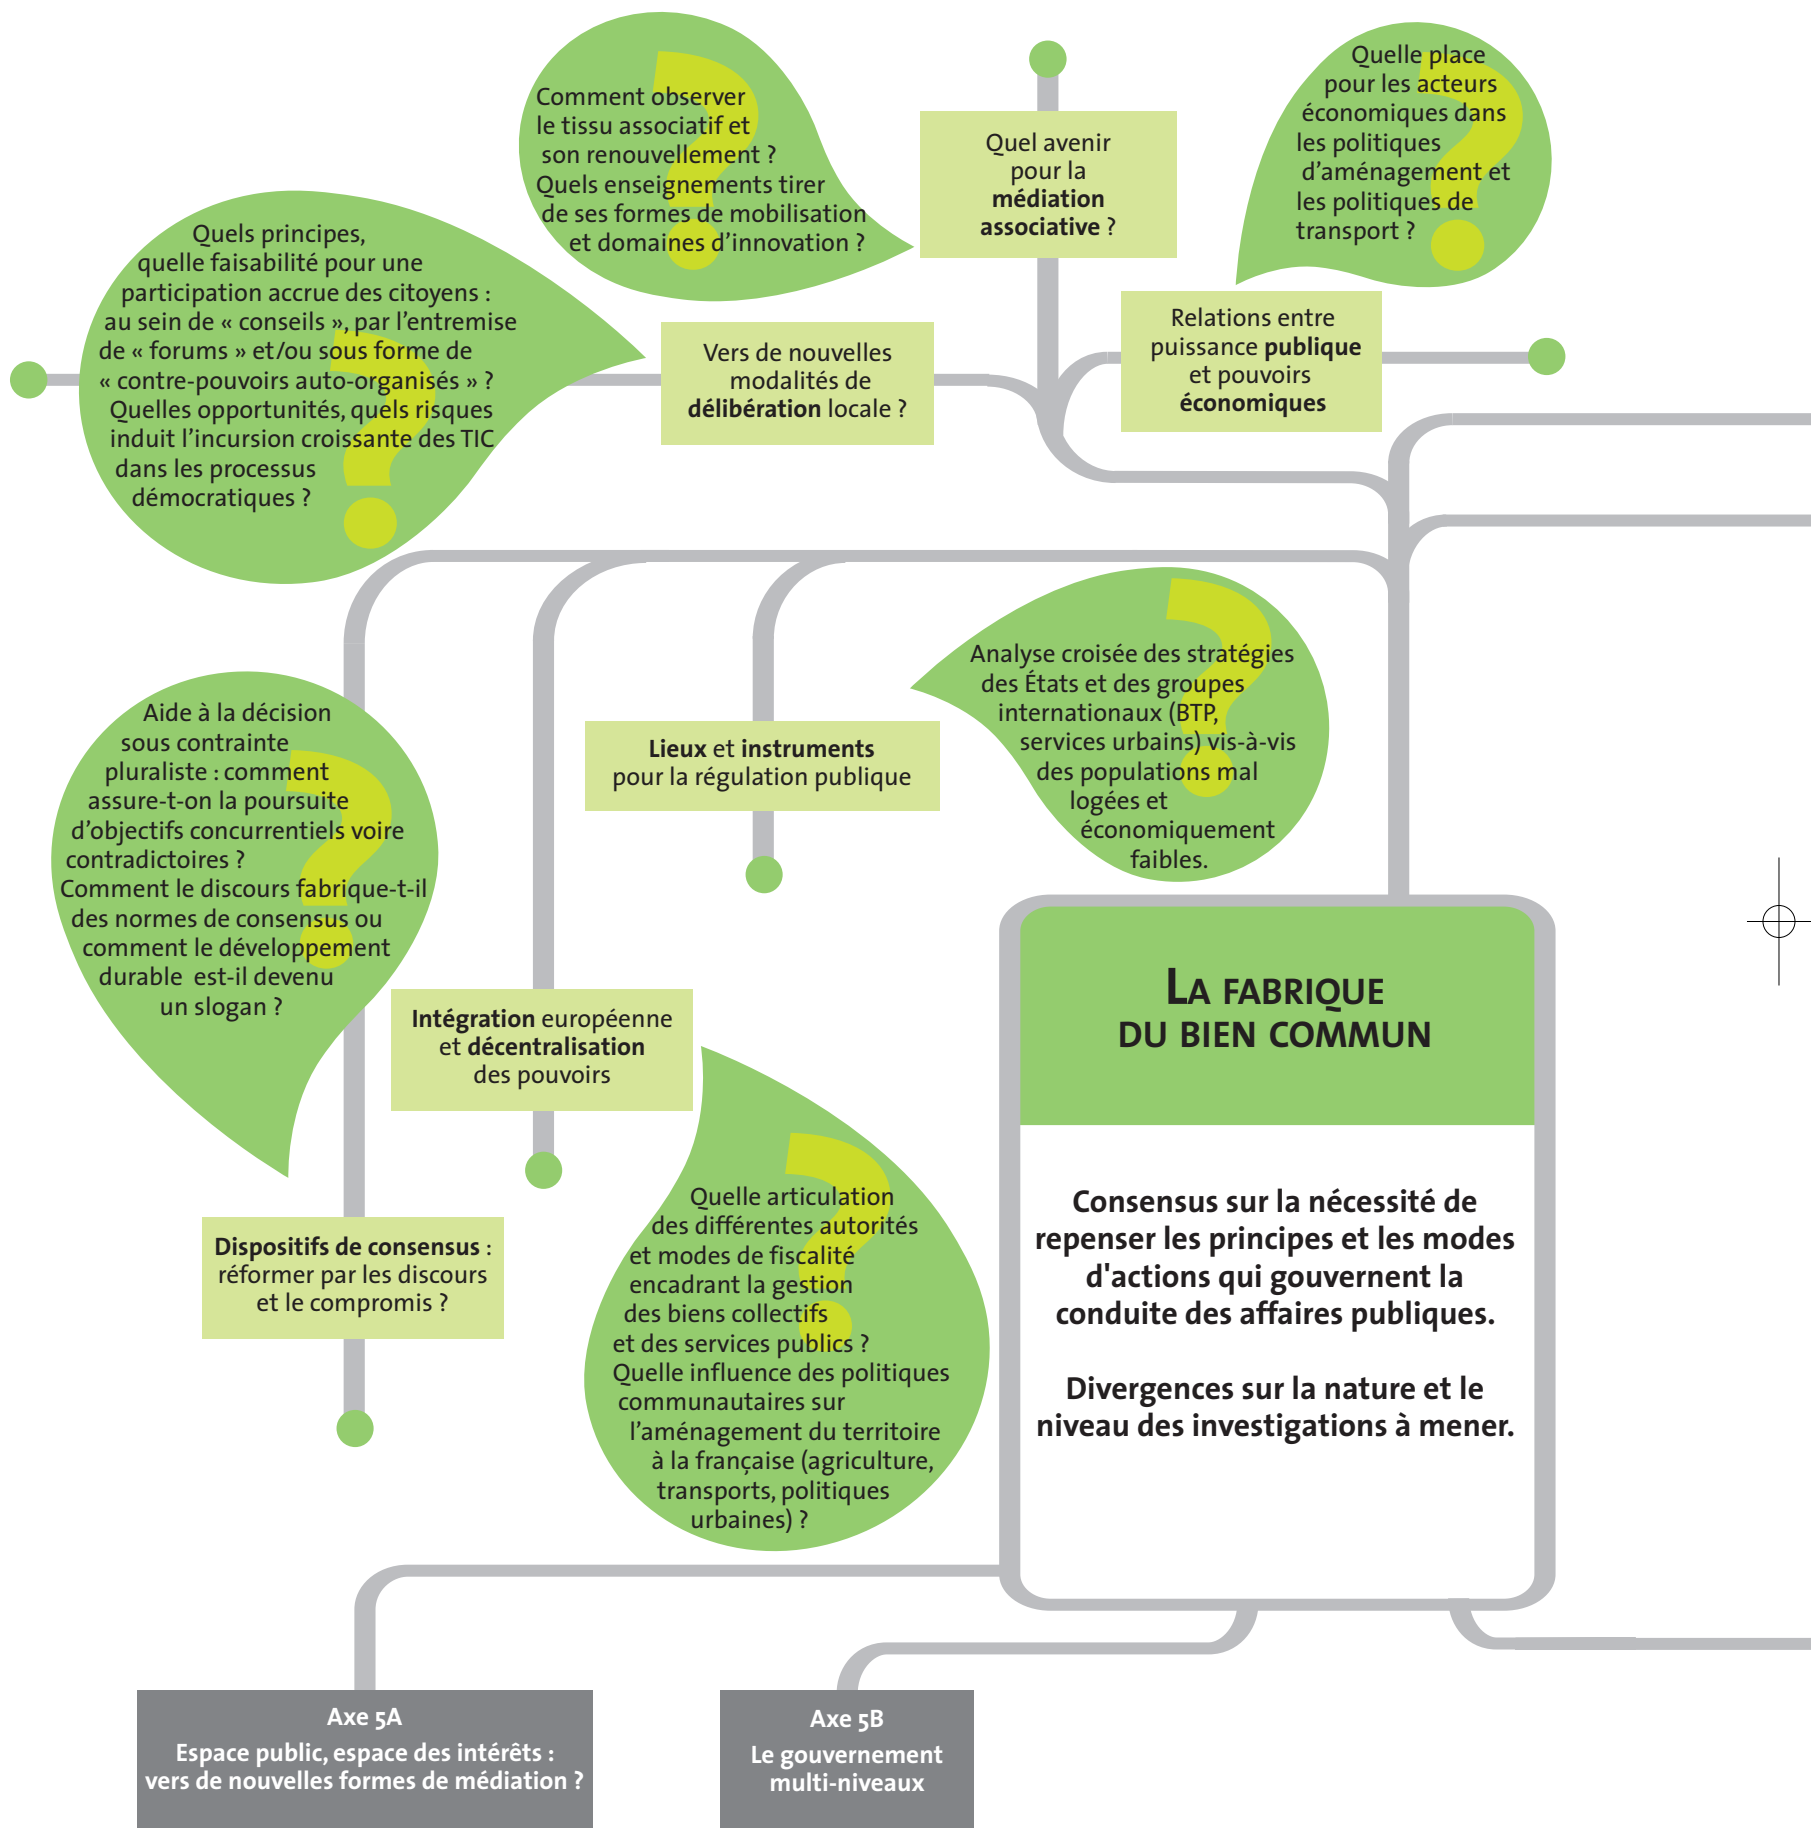 Comment observer
le tissu associatif et
son renouvellement ?
Quels enseignements tirer
de ses formes de mobilisation
et domaines d'innovation ?
Quel avenir
pour la
médiation
associative ?
Quelle place
pour les acteurs
économiques dans
les politiques
d'aménagement et
les politiques de
transport ?
Quels principes,
quelle faisabilité pour une
participation accrue des citoyens :
au sein de « conseils », par l'entremise
de « forums » et/ou sous forme de
« contre-pouvoirs auto-organisés » ?
Quelles opportunités, quels risques
induit l'incursion croissante des TIC
dans les processus
démocratiques ?
Vers de nouvelles
modalités de
délibération locale ?
Relations entre
puissance publique
et pouvoirs
économiques
Aide à la décision
sous contrainte
pluraliste : comment
assure-t-on la poursuite
d'objectifs concurrentiels voire
contradictoires ?
Comment le discours fabrique-t-il
des normes de consensus ou
comment le développement
durable est-il devenu
un slogan ?
Lieux et instruments
pour la régulation publique
Analyse croisée des stratégies
des États et des groupes
internationaux (BTP,
services urbains) vis-à-vis
des populations mal
logées et
économiquement
faibles.
Intégration européenne
et décentralisation
des pouvoirs
Dispositifs de consensus :
réformer par les discours
et le compromis ?
Quelle articulation
des différentes autorités
et modes de fiscalité
encadrant la gestion
des biens collectifs
et des services publics ?
Quelle influence des politiques
communautaires sur
l'aménagement du territoire
à la française (agriculture,
transports, politiques
urbaines) ?
LA FABRIQUE
DU BIEN COMMUN
Consensus sur la nécessité de
repenser les principes et les modes
d'actions qui gouvernent la
conduite des affaires publiques.
Divergences sur la nature et le
niveau des investigations à mener.
Axe 5A
Espace public, espace des intérêts :
vers de nouvelles formes de médiation ?
Axe 5B
Le gouvernement
multi-niveaux